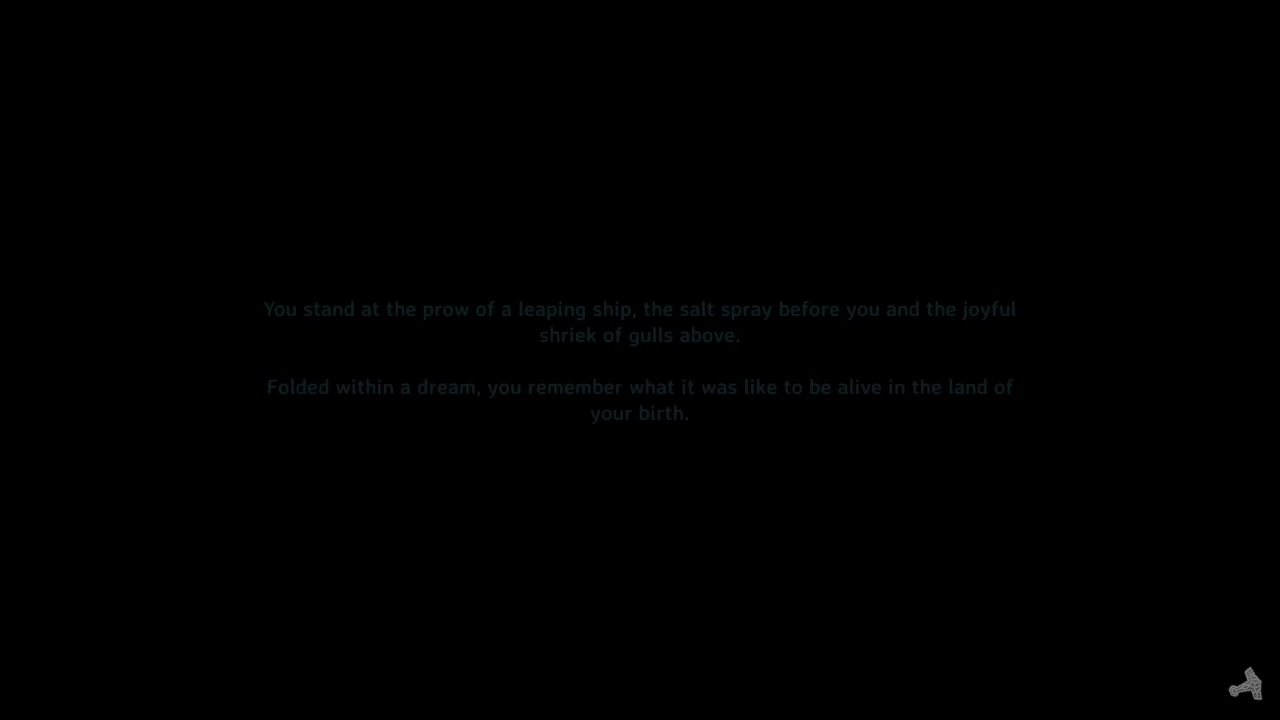 You stand at the prow of a leaping ship, the salt spray before you and the joyful
shriek of gulls above.
Folded within a dream, you remember what it was like to be alive in the land of
your birth.